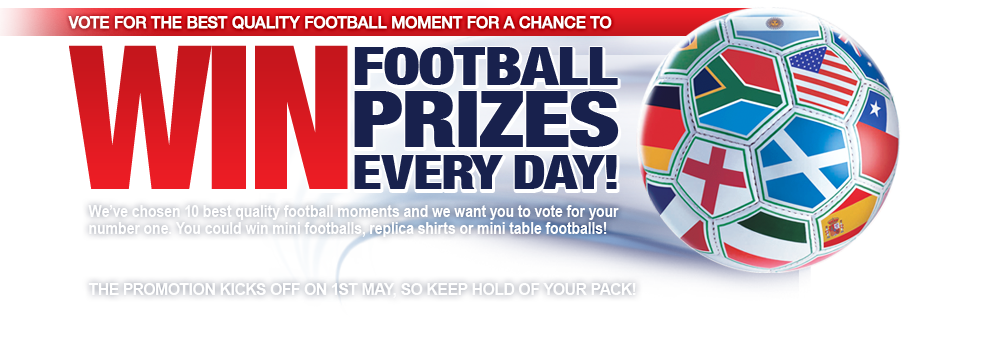 VOTE FOR THE BEST QUALITY FOOTBALL MOMENT FOR A CHANCE TO
WIN
FOOTBALL
PRIZES
EVERY DAY!
We've chosen 10 best quality football moments and we want you to vote for your
number one. You could win mini footballs, replica shirts or mini table footballs!
THE PROMOTION KICKS OFF ON 1ST MAY, SO KEEP HOLD OF YOUR PACK!